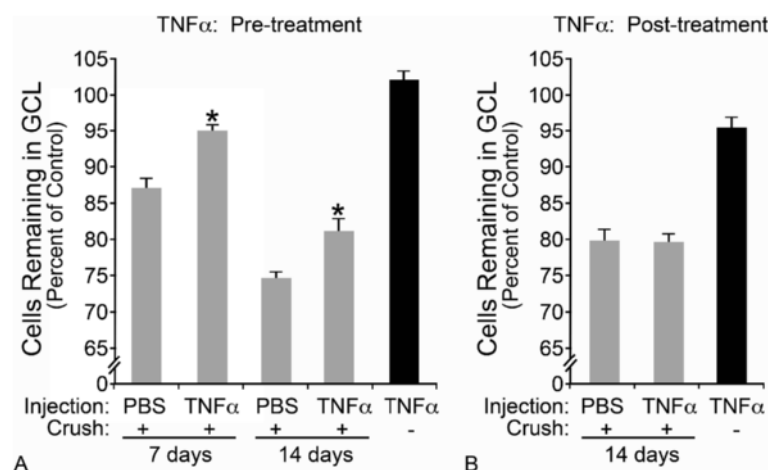 TNFα: Pre-treatment
Cells Remaining in GCL
(Percent of Control)
105
100
95
90
85
80
75
70
65
0
*
*
Injection: PBS TNFα PBS TNFα TNFα
Crush: + + + + -
7 days 14 days
A
TNFα: Post-treatment
Cells Remaining in GCL
(Percent of Control)
105
100
95
90
85
80
75
70
65
0
Injection: PBS TNFα TNFα
Crush: + + -
14 days
B